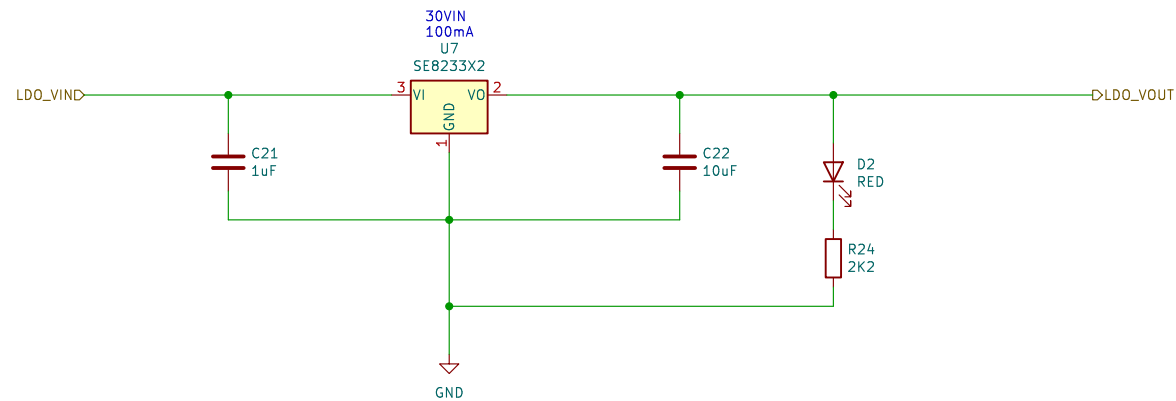 30VIN
100mA
U7
SE8233X2
LDO_VIN
3
VI
VO
2
LDO_VOUT
GND
1
C21
1uF
C22
10uF
D2
RED
R24
2K2
GND